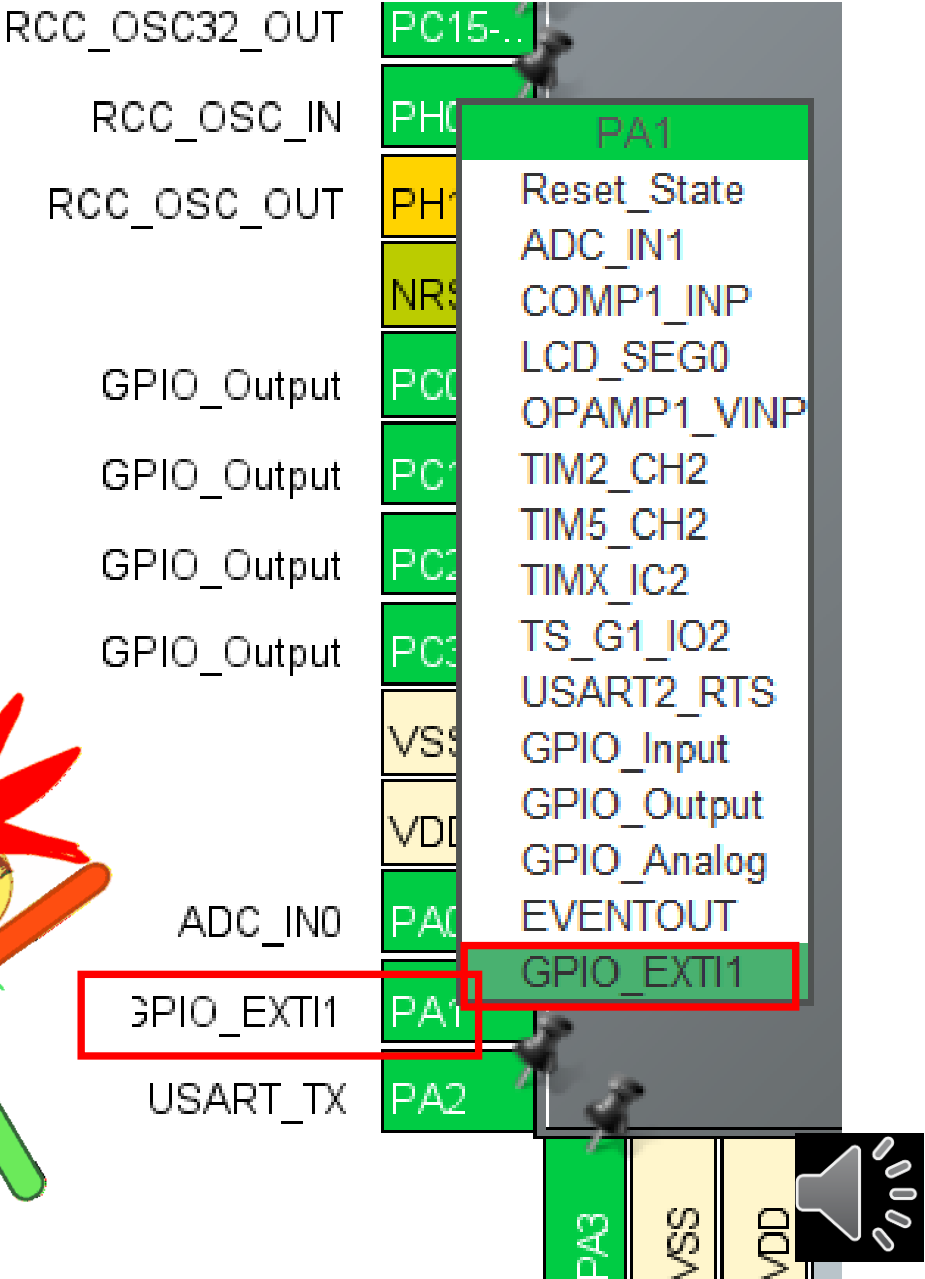 RCC_OSC32_OUT PC15-..
RCC_OSC_IN PH0
RCC_OSC_OUT PH1
NRS
GPIO_Output PC0
GPIO_Output PC1
GPIO_Output PC2
GPIO_Output PC3
VSS
VDD
ADC_IN0 PA0
GPIO_EXTI1 PA1
USART_TX PA2
PA1
Reset_State
ADC_IN1
COMP1_INP
LCD_SEG0
OPAMP1_VINP
TIM2_CH2
TIM5_CH2
TIMX_IC2
TS_G1_IO2
USART2_RTS
GPIO_Input
GPIO_Output
GPIO_Analog
EVENTOUT
GPIO_EXTI1
PA3
VSS
VDD